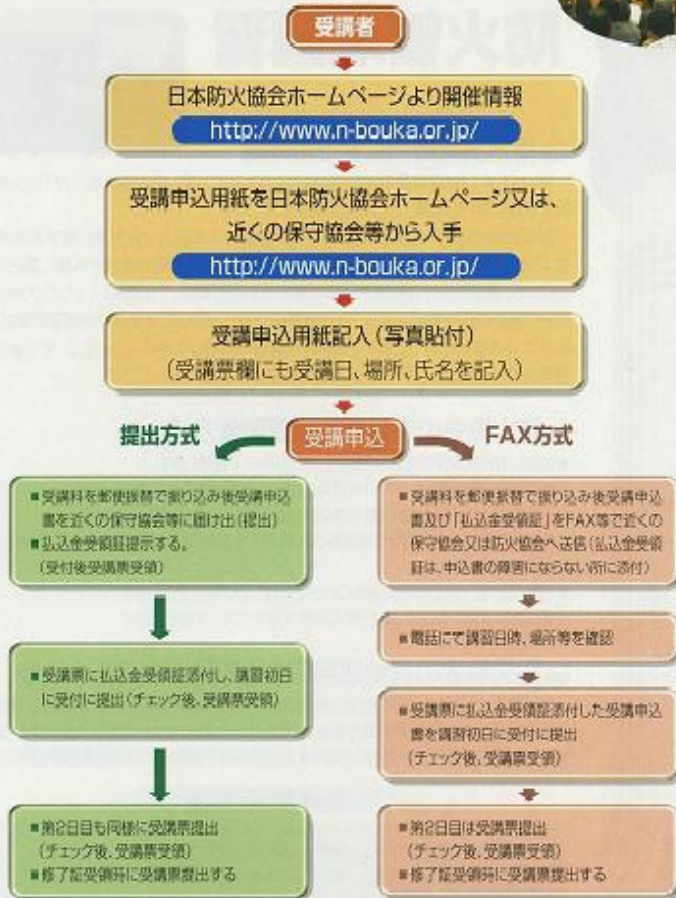 受講者
日本防火協会ホームページより開催情報
http://www.n-bouka.or.jp/
受講申込用紙を日本防火協会ホームページ又は、
近くの保守協会等から入手
http://www.n-bouka.or.jp/
受講申込用紙記入(写真貼付)
(受講票欄にも受講日、場所、氏名を記入)
提出方式
受講申込
FAX方式
■受講料を郵便振替で振り込み後受講申込
書を近くの保守協会等に届け出(提出)
■払込金受領証提示する。
(受付後受講票受領)
■受講票に払込金受領証添付し、講習初日
に受付に提出(チェック後、受講票受領)
■第2日目も同様に受講票提出
(チェック後、受講票受領)
■修了証受領時に受講票提出する
■受講料を郵便振替で振り込み後受講申込
書及び「払込金受領証」をFAX等で近くの
保守協会又は防火協会へ送信(払込金受領
証は、申込書の障害にならない所に添付)
■電話にて講習日時、場所等を確認
■受講票に払込金受領証添付した受講申込
書を講習初日に受付に提出
(チェック後、受講票受領)
■第2日目は受講票提出
(チェック後、受講票受領)
■修了証受領時に受講票提出する